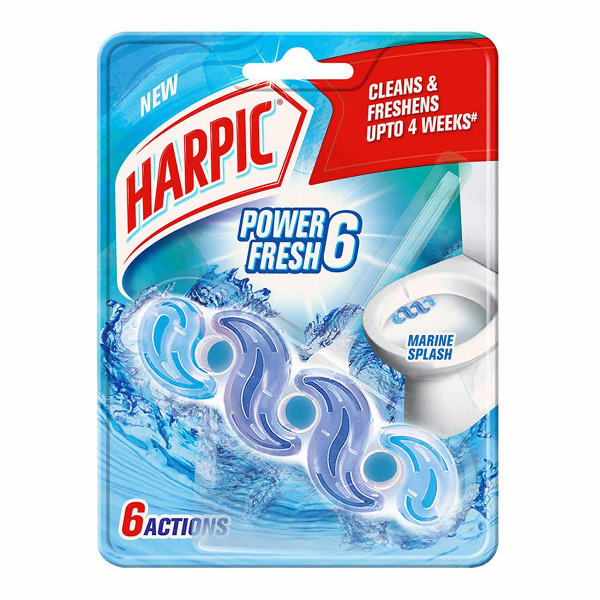 NEW
HARPIC®
CLEANS &
FRESHENS
UPTO 4 WEEKS#
POWER
FRESH 6
MARINE
SPLASH
6 ACTIONS